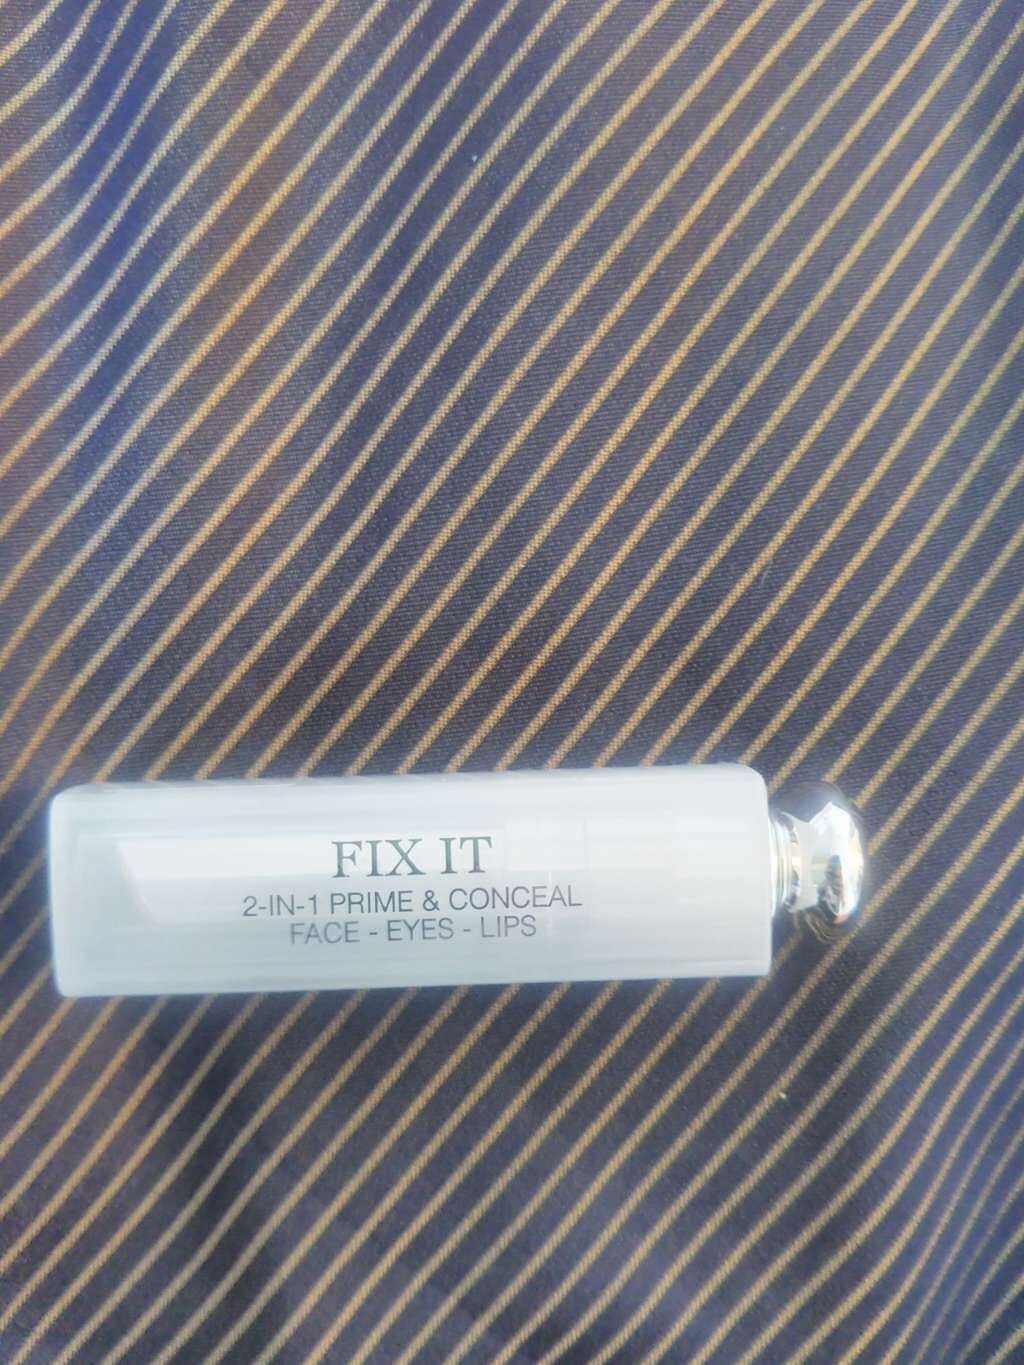 FIX IT
2-IN-1 PRIME & CONCEAL
FACE - EYES - LIPS